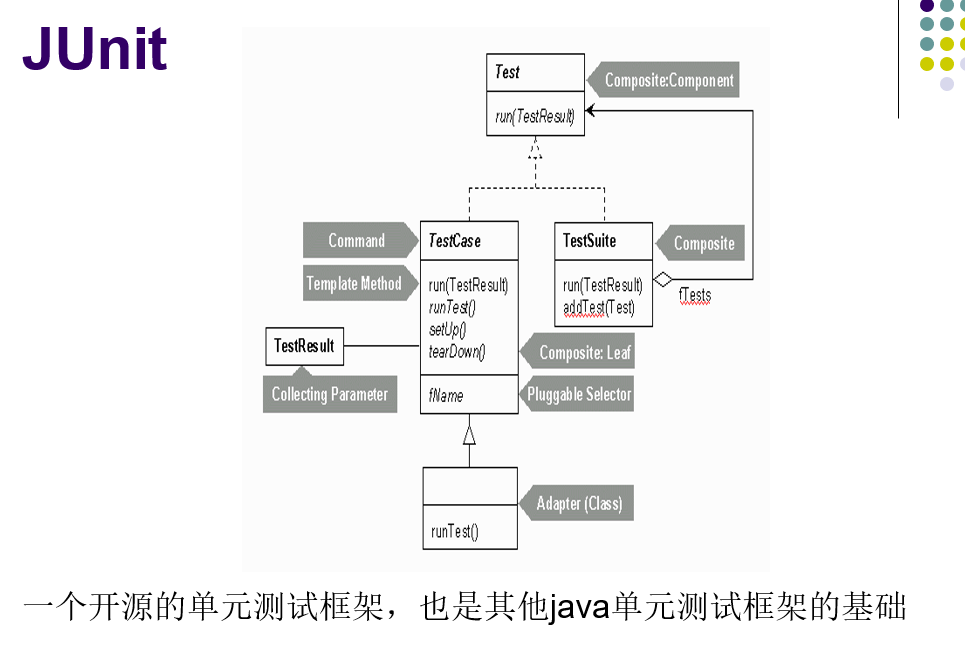 JUnit
Test
Composite:Component
run(TestResult)
Command
TestCase
TestSuite
Composite
Template Method
run(TestResult)
runTest()
setUp()
tearDown()
run(TestResult)
addTest(Test)
fTests
TestResult
Composite: Leaf
Collecting Parameter
fName
Pluggable Selector
Adapter (Class)
runTest()
一个开源的单元测试框架，也是其他java单元测试框架的基础